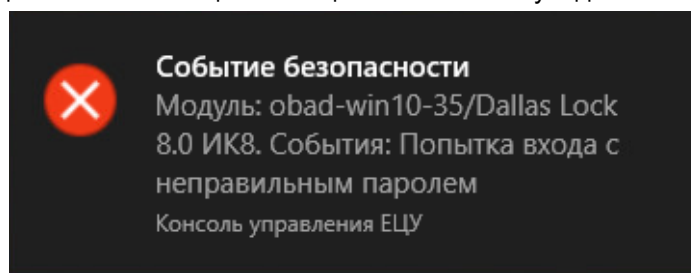 Событие безопасности
Модуль: obad-win10-35/Dallas Lock
8.0 ИК8. События: Попытка входа с
неправильным паролем
Консоль управления ЕЦУ